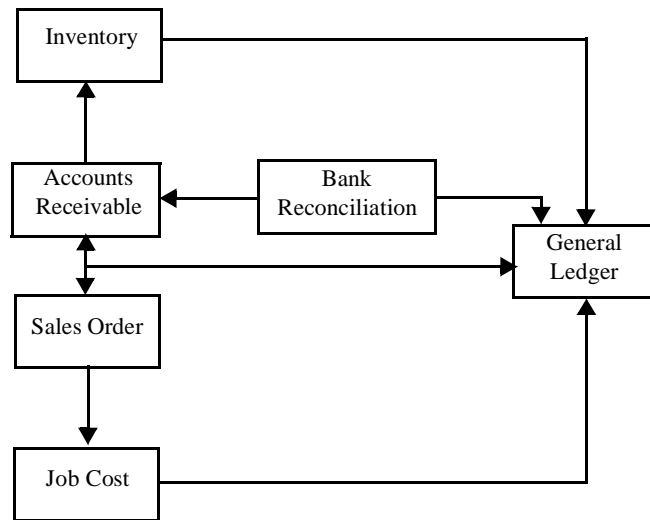 Inventory
Accounts
Receivable
Bank
Reconciliation
General
Ledger
Sales Order
Job Cost